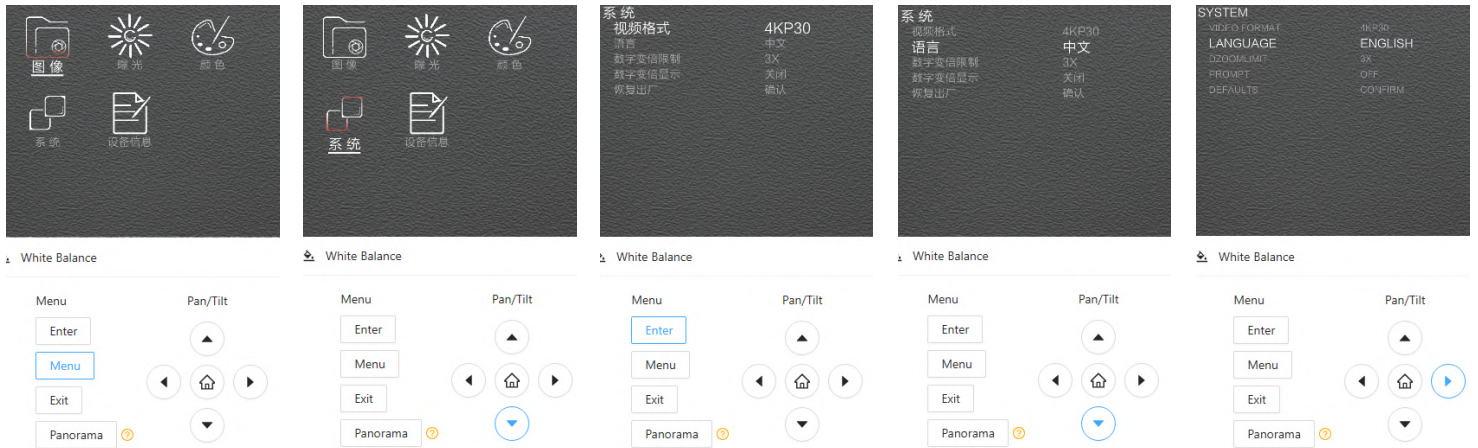 图像 曝光 颜色
系统 设备信息
White Balance
Menu Pan/Tilt
Enter
Menu
Exit
Panorama ?
图像 曝光 颜色
系统 设备信息
White Balance
Menu Pan/Tilt
Enter
Menu
Exit
Panorama ?
系统
视频格式 4KP30
语言 中文
数字变倍限制 3X
数字变倍显示 关闭
恢复出厂 确认
White Balance
Menu Pan/Tilt
Enter
Menu
Exit
Panorama ?
系统
视频格式 4KP30
语言 中文
数字变倍限制 3X
数字变倍显示 关闭
恢复出厂 确认
White Balance
Menu Pan/Tilt
Enter
Menu
Exit
Panorama ?
SYSTEM
VIDEO FORMAT 4KP30
LANGUAGE ENGLISH
DZOOMLIMIT 3X
PROMPT OFF
DEFAULTS CONFIRM
White Balance
Menu Pan/Tilt
Enter
Menu
Exit
Panorama ?